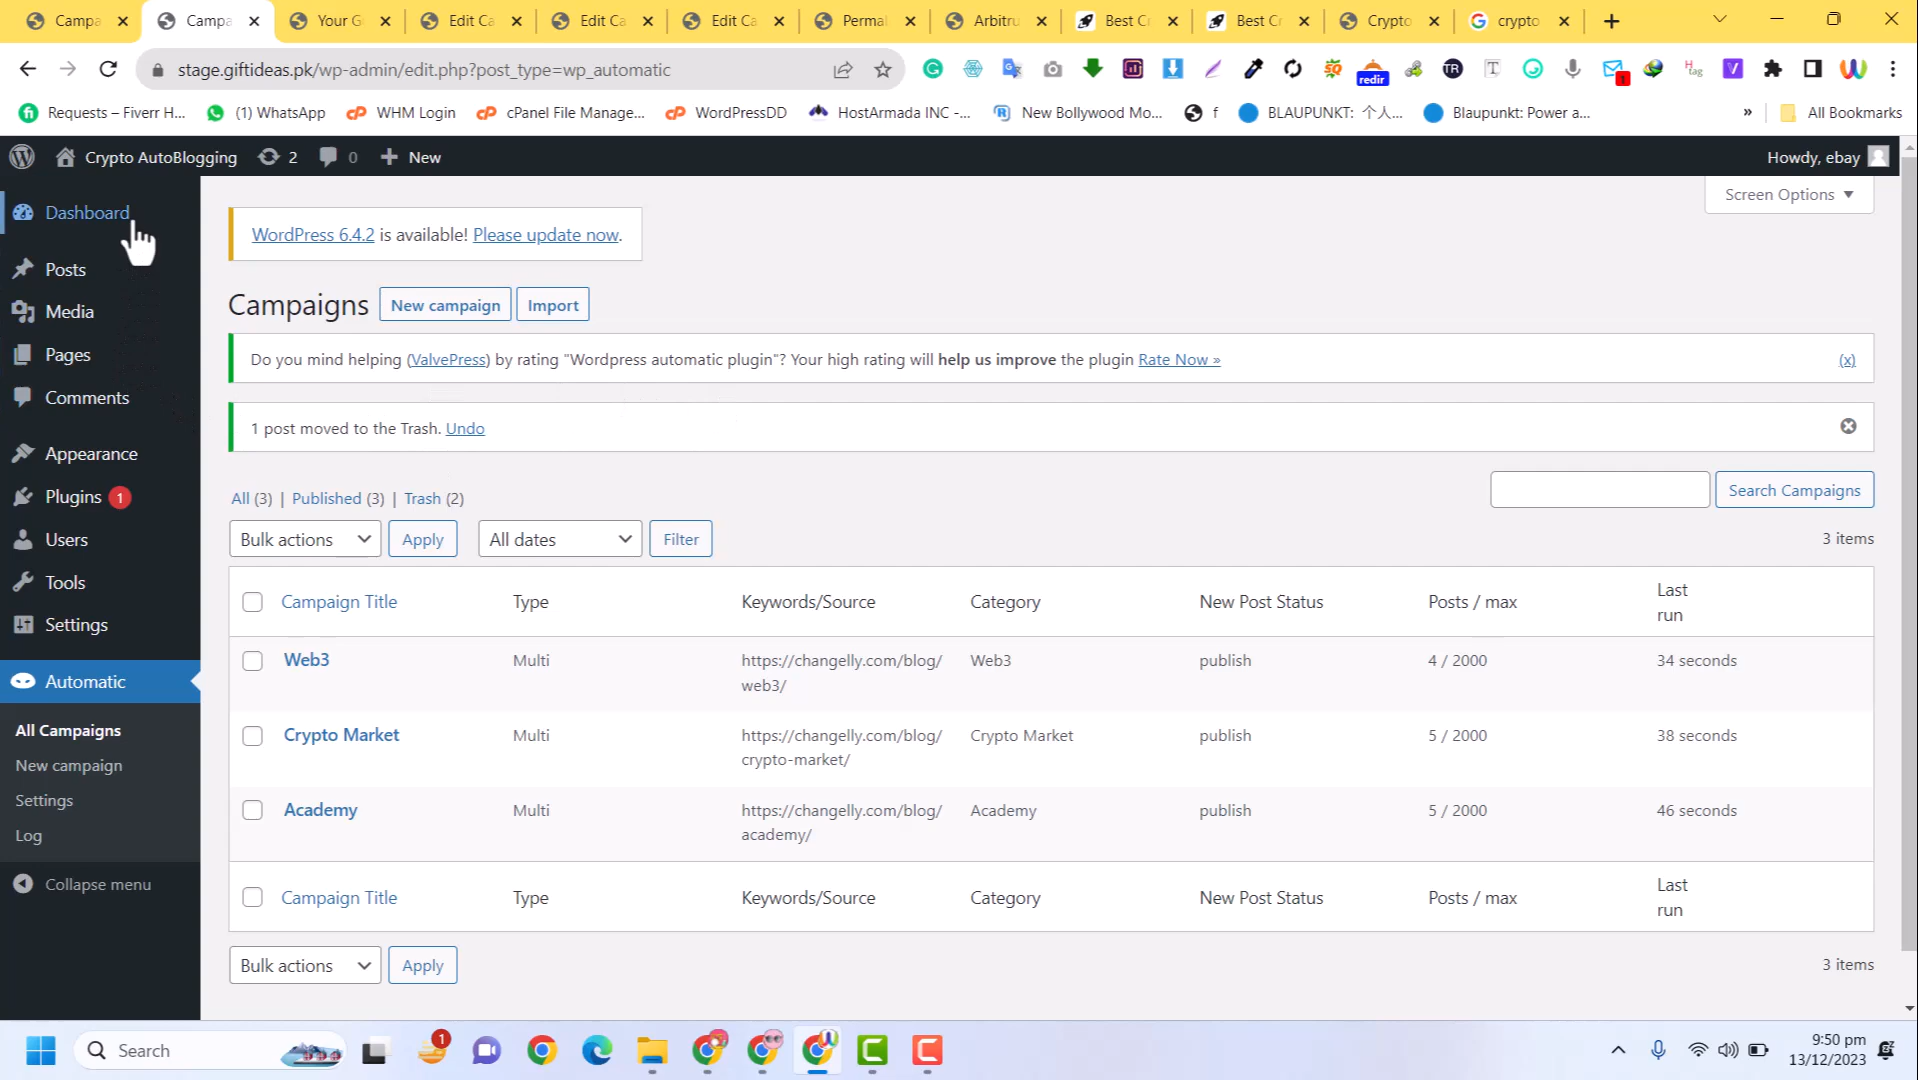 Campa
Campa
Your G
Edit Ca
Edit Ca
Edit Ca
Permal
Arbitru
Best Cr
Best Cr
Crypto
crypto
stage.giftideas.pk/wp-admin/edit.php?post_type=wp_automatic
redir
TR
Requests – Fiverr H...
(1) WhatsApp
WHM Login
cPanel File Manage...
WordPressDD
HostArmada INC -...
New Bollywood Mo...
f
BLAUPUNKT: 个人...
Blaupunkt: Power a...
»
All Bookmarks
Crypto AutoBlogging
2
0
New
Howdy, ebay
Screen Options
Dashboard
Posts
Media
Pages
Comments
Appearance
Plugins 1
Users
Tools
Settings
Automatic
All Campaigns
New campaign
Settings
Log
Collapse menu
WordPress 6.4.2 is available! Please update now.
Campaigns New campaign Import
Do you mind helping (ValvePress) by rating "Wordpress automatic plugin"? Your high rating will help us improve the plugin Rate Now »
(x)
1 post moved to the Trash. Undo
All (3) | Published (3) | Trash (2)
Search Campaigns
Bulk actions Apply All dates Filter
3 items
Campaign Title Type Keywords/Source Category New Post Status Posts / max Last
run
Web3 Multi https://changelly.com/blog/ Web3 publish 4 / 2000 34 seconds
web3/
Crypto Market Multi https://changelly.com/blog/ Crypto Market publish 5 / 2000 38 seconds
crypto-market/
Academy Multi https://changelly.com/blog/ Academy publish 5 / 2000 46 seconds
academy/
Campaign Title Type Keywords/Source Category New Post Status Posts / max Last
run
Bulk actions Apply
3 items
Search
1
9:50 pm
13/12/2023